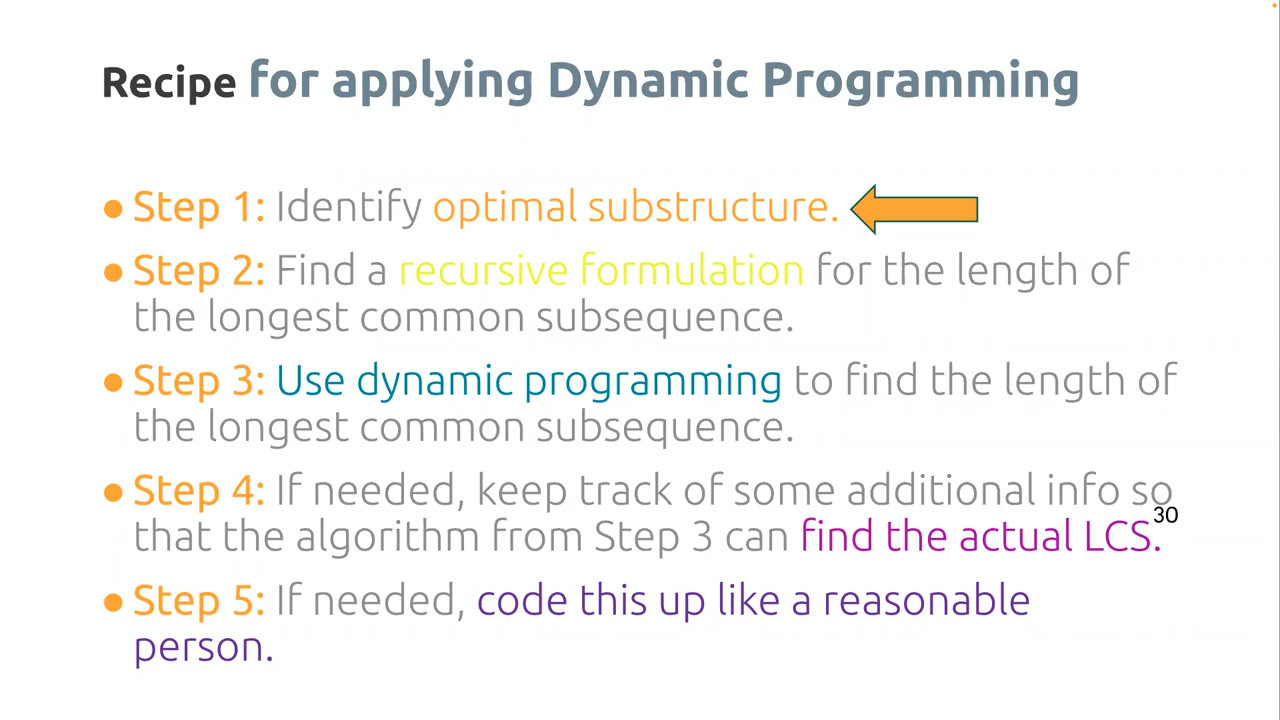 Recipe for applying Dynamic Programming
● Step 1: Identify optimal substructure.
● Step 2: Find a recursive formulation for the length of
the longest common subsequence.
● Step 3: Use dynamic programming to find the length of
the longest common subsequence.
● Step 4: If needed, keep track of some additional info so
30
that the algorithm from Step 3 can find the actual LCS.
● Step 5: If needed, code this up like a reasonable
person.